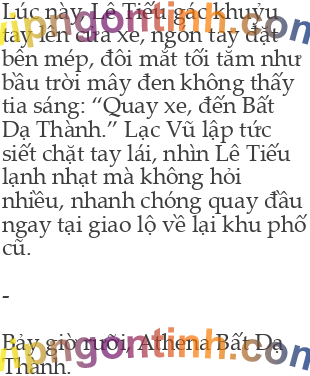 Lúc này, Lê Tiếu gác khuỷu
tay lên cửa xe, ngón tay đặt
bên mép, đôi mắt tối tăm như
bầu trời mây đen không thấy
tia sáng: “Quay xe, đến Bất
Dạ Thành.” Lạc Vũ lập tức
siết chặt tay lái, nhìn Lê Tiếu
lạnh nhạt mà không hỏi
nhiều, nhanh chóng quay đầu
ngay tại giao lộ về lại khu phố
cũ.
-
Bảy giờ rưỡi, Athena Bất Dạ
Thành.